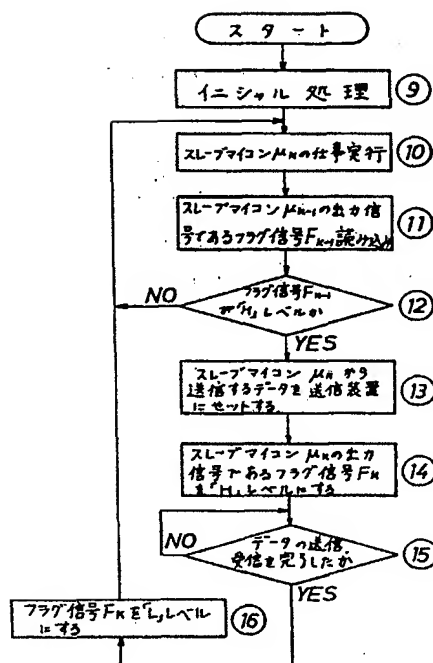 スタート
イニシャル処理
⑨
スレーブマイコンμKの仕事実行
⑩
スレーブマイコンμK-1の出力信
号であるフラグ信号FK-1読み込み
⑪
フラグ信号FK-1
が「H」レベルか
⑫
NO
YES
スレーブマイコンμKから
送信するデータを送信装置
にセットする
⑬
スレーブマイコンμKの出力
信号であるフラグ信号FK
を「H」レベルにする
⑭
データの送信、
受信を完了したか
⑮
NO
YES
フラグ信号FKを「L」レベル
にする
⑯